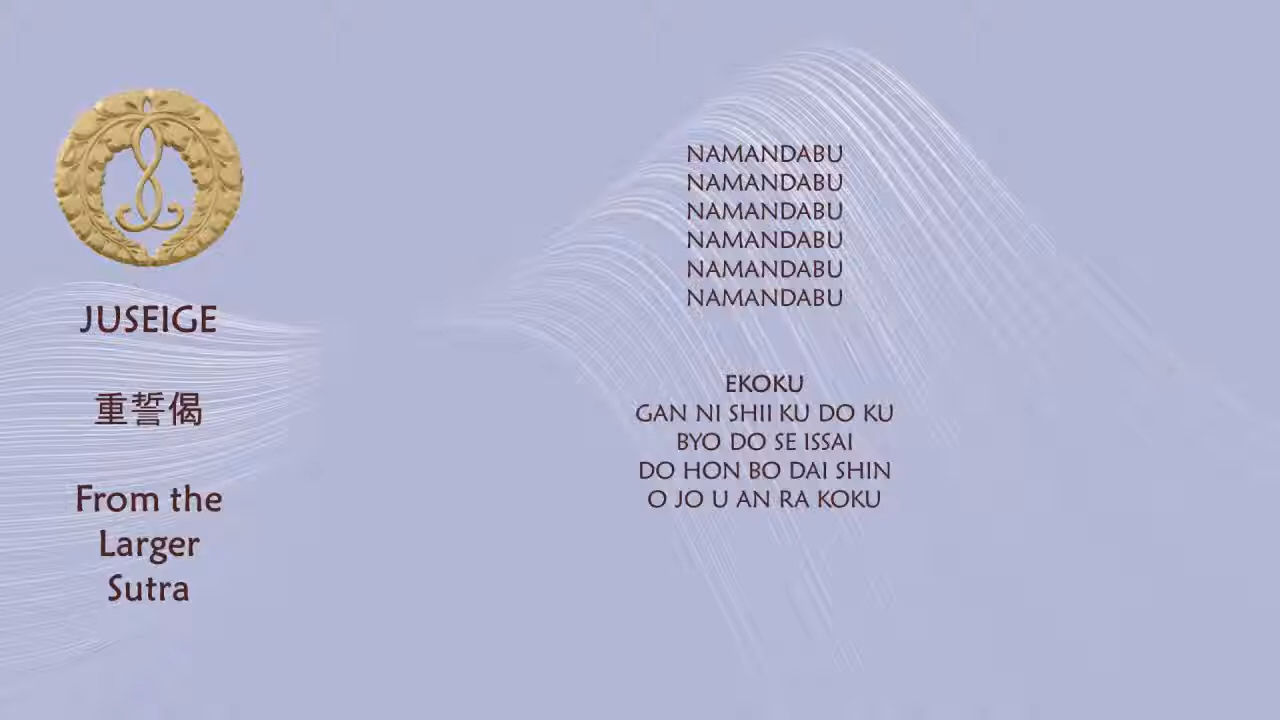 JUSEIGE
重誓偈
From the
Larger
Sutra
NAMANDABU
NAMANDABU
NAMANDABU
NAMANDABU
NAMANDABU
NAMANDABU
EKOKU
GAN NI SHII KU DO KU
BYO DO SE ISSAI
DO HON BO DAI SHIN
O JO U AN RA KOKU